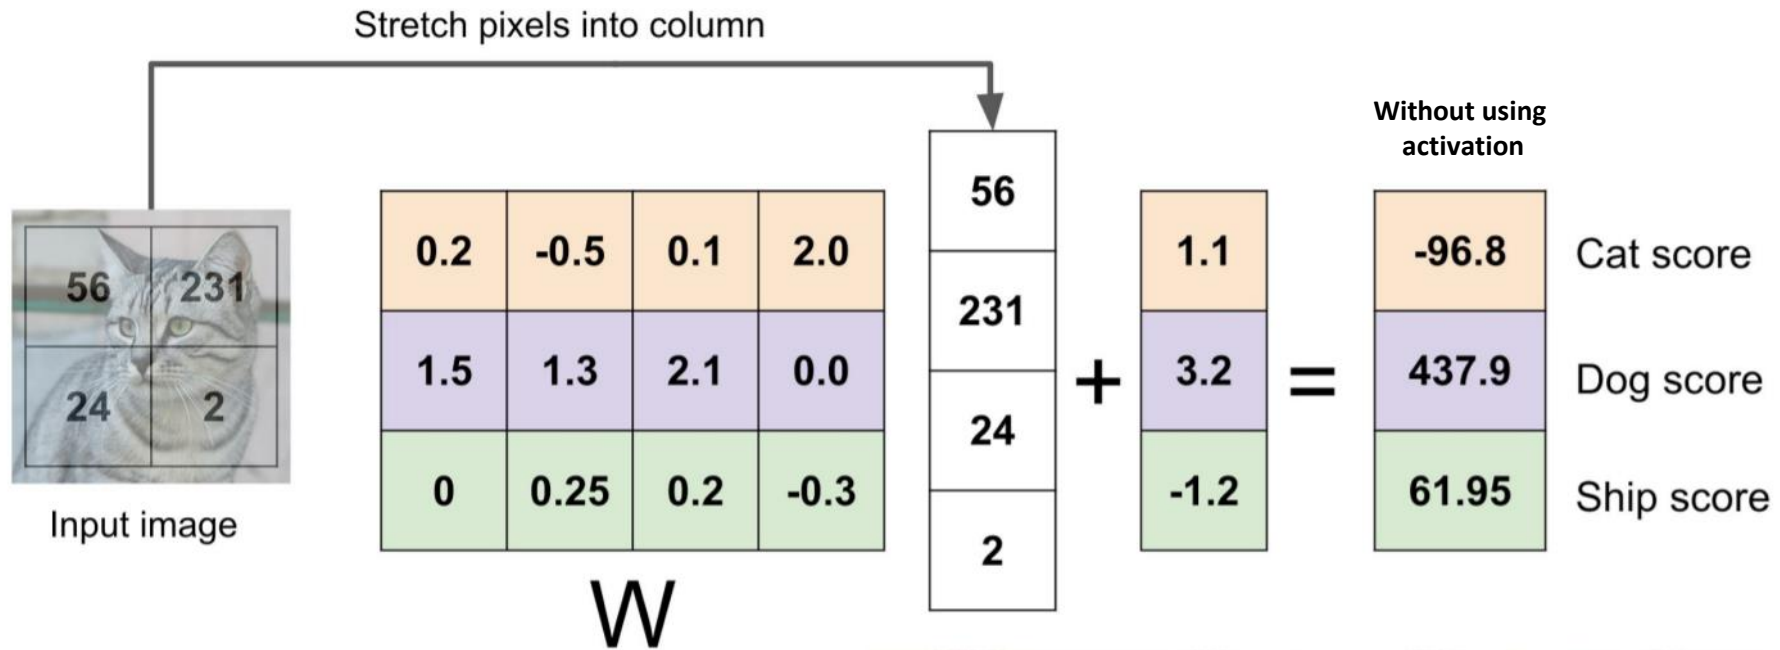 Stretch pixels into column
Without using
activation
56 231
24 2
Input image
0.2 -0.5 0.1 2.0
1.5 1.3 2.1 0.0
0 0.25 0.2 -0.3
W
56
231
24
2
+
1.1
3.2
-1.2
=
-96.8 Cat score
437.9 Dog score
61.95 Ship score